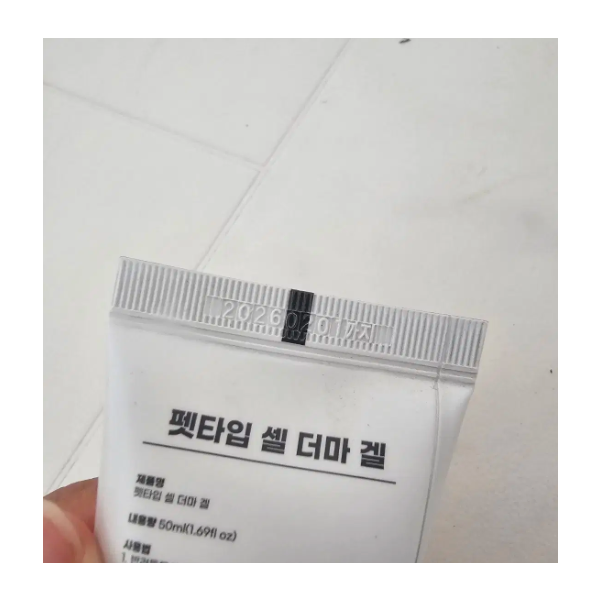 20260201까지
펫타입 셀 더마 겔
제품명
펫타입 셀 더마 겔
내용량 50ml(1.69fl oz)
사용법
1.